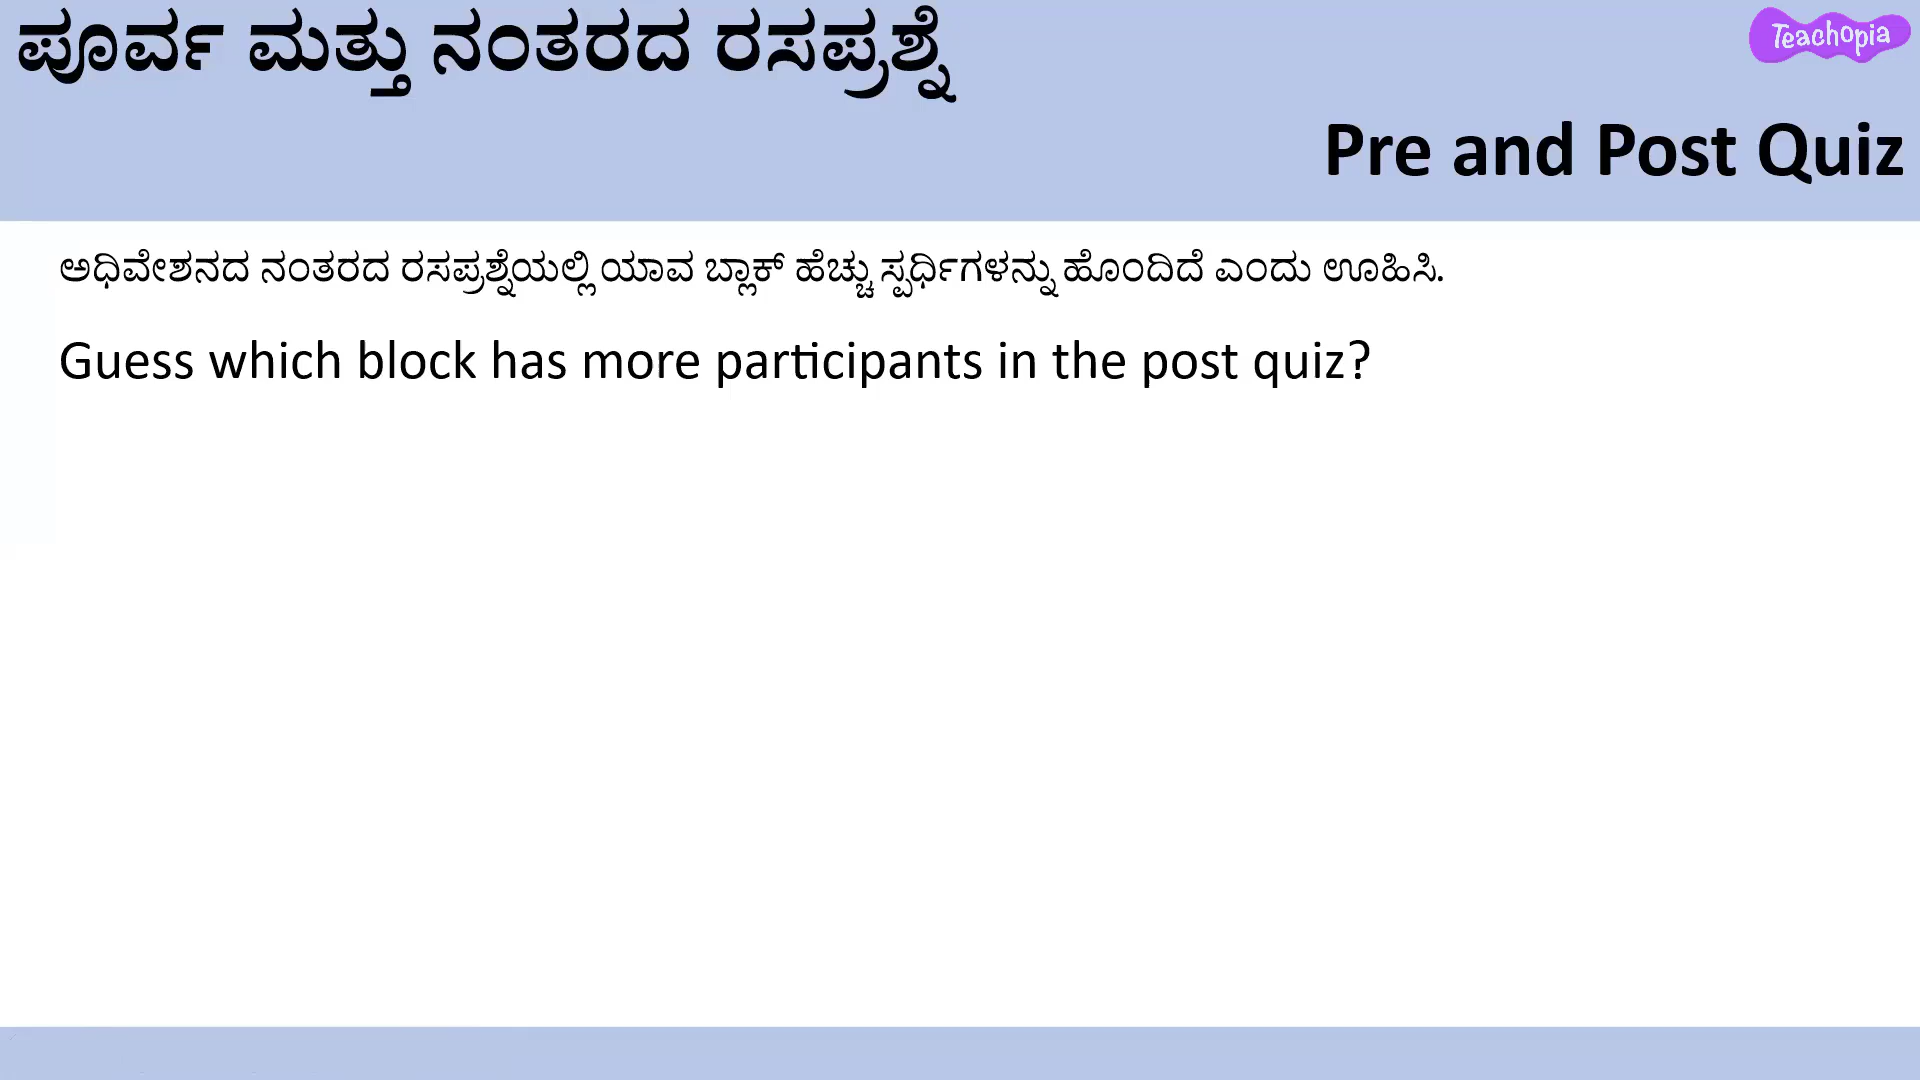 ಪೂರ್ವ ಮತ್ತು ನಂತರದ ರಸಪ್ರಶ್ನೆ
Teachopia
Pre and Post Quiz
ಅಧಿವೇಶನದ ನಂತರದ ರಸಪ್ರಶ್ನೆಯಲ್ಲಿ ಯಾವ ಬ್ಲಾಕ್ ಹೆಚ್ಚು ಸ್ಪರ್ಧಿಗಳನ್ನು ಹೊಂದಿದೆ ಎಂದು ಊಹಿಸಿ.
Guess which block has more participants in the post quiz?